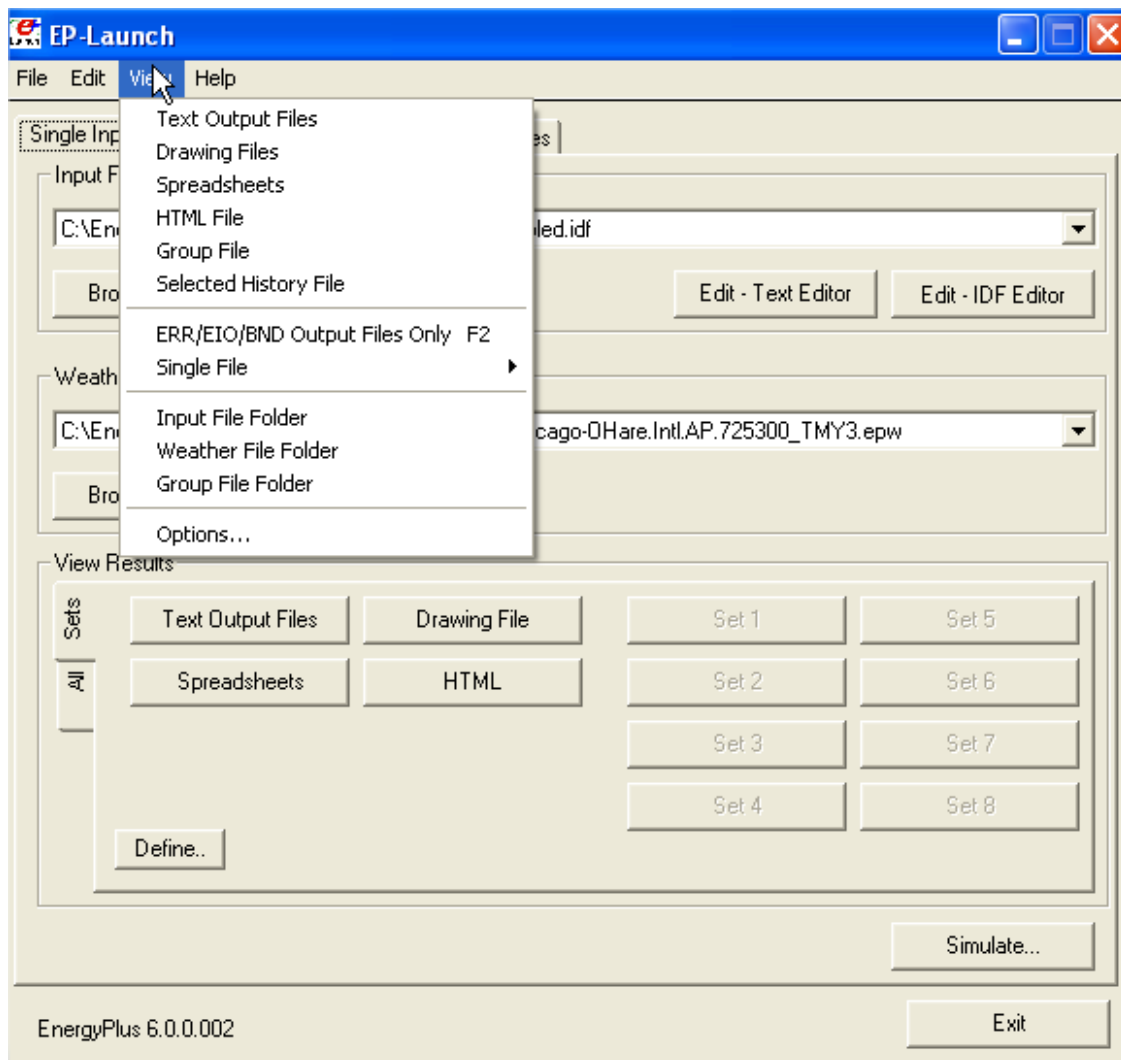 EP-Launch
File Edit View Help
Text Output Files
Drawing Files
Spreadsheets
HTML File
Group File
Selected History File
ERR/EIO/BND Output Files Only F2
Single File
Input File Folder
Weather File Folder
Group File Folder
Options...
Single Inp
es
Input F
C:\En
led.idf
Bro
Edit - Text Editor
Edit - IDF Editor
Weath
C:\En
cago-OHare.Intl.AP.725300_TMY3.epw
Bro
View Results
Sets
All
Text Output Files
Drawing File
Set 1
Set 5
Spreadsheets
HTML
Set 2
Set 6
Set 3
Set 7
Set 4
Set 8
Define..
Simulate...
EnergyPlus 6.0.0.002
Exit